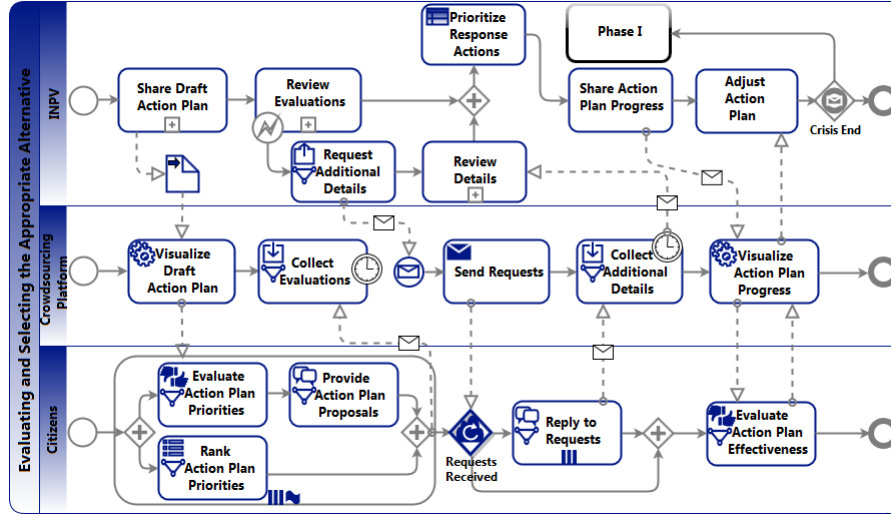 Evaluating and Selecting the Appropriate Alternative
INPV
Share Draft
Action Plan
Review
Evaluations
Prioritize
Response
Actions
Phase I
Share Action
Plan Progress
Adjust
Action
Plan
Crisis End
Request
Additional
Details
Review
Details
Crowdsourcing
Platform
Visualize
Draft
Action Plan
Collect
Evaluations
Send Requests
Collect
Additional
Details
Visualize
Action Plan
Progress
Citizens
Evaluate
Action Plan
Priorities
Provide
Action Plan
Proposals
Rank
Action Plan
Priorities
Requests
Received
Reply to
Requests
Evaluate
Action Plan
Effectiveness